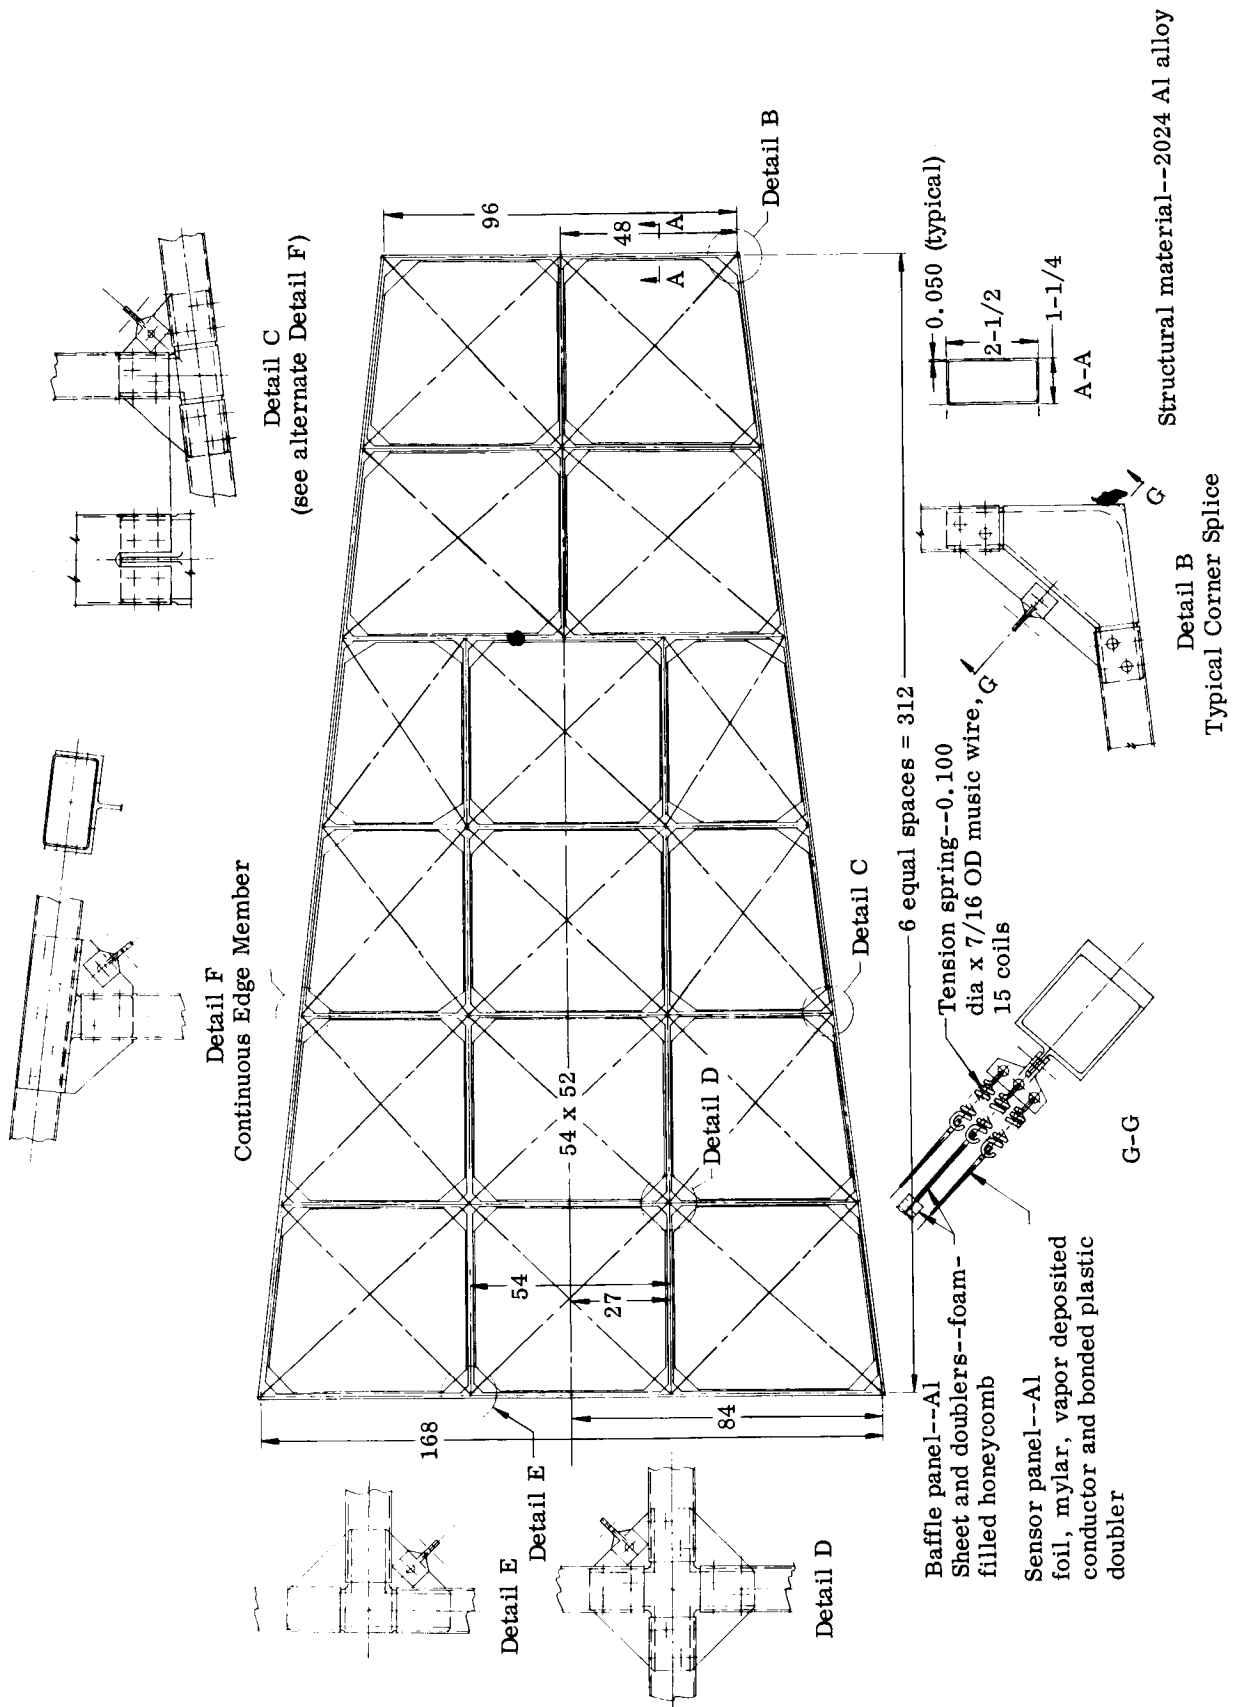 Detail F
Continuous Edge Member
Detail C
(see alternate Detail F)
96
48
A
A
Detail B
168
84
54
27
54 x 52
Detail D
Detail C
Detail E
6 equal spaces = 312
Detail E
Detail D
Baffle panel--Al
Sheet and doublers--foam-
filled honeycomb
Sensor panel--Al
foil, mylar, vapor deposited
conductor and bonded plastic
doubler
Tension spring--0.100
dia x 7/16 OD music wire,
15 coils
G-G
G
G
Detail B
Typical Corner Splice
0.050 (typical)
2-1/2
1-1/4
A-A
Structural material--2024 Al alloy